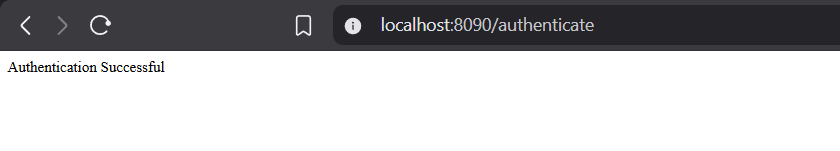 localhost:8090/authenticate
Authentication Successful